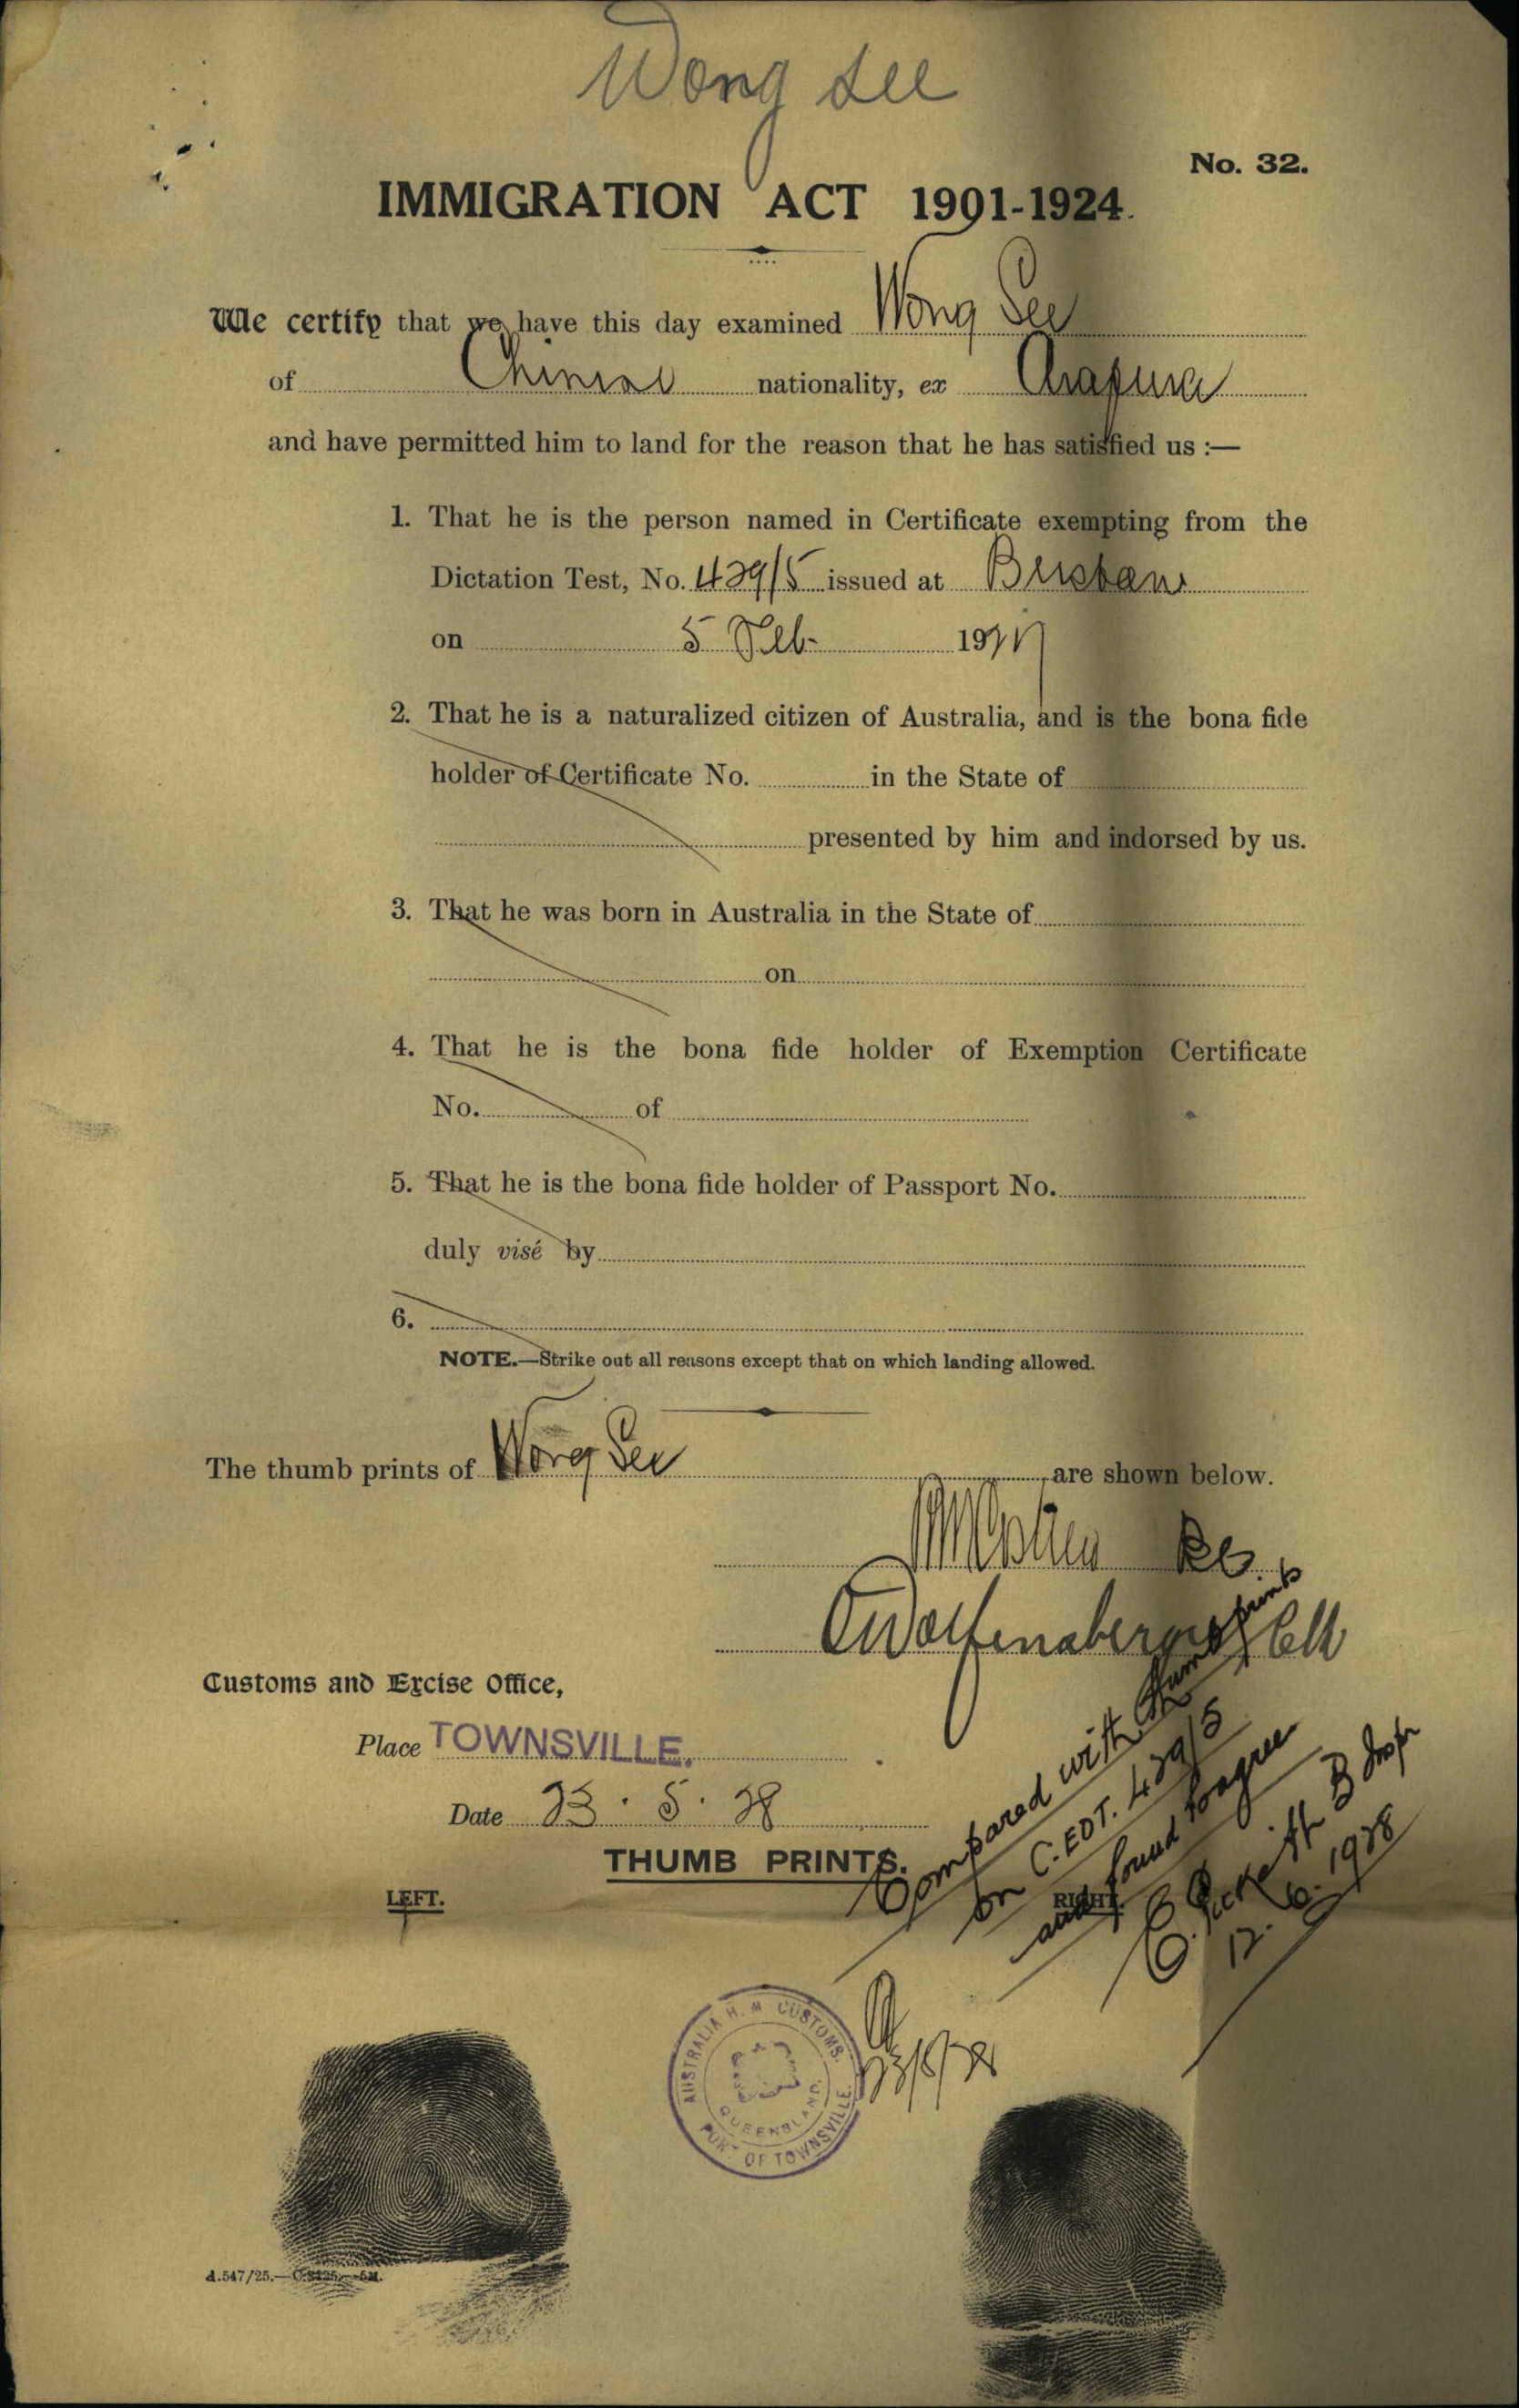 Wong See
No. 32.
IMMIGRATION ACT 1901-1924.
We certify that we have this day examined Wong See
of Chinese nationality, ex Arafura
and have permitted him to land for the reason that he has satisfied us :—
1. That he is the person named in Certificate exempting from the
Dictation Test, No. 429/5 issued at Brisbane
on 5 Feb. 1927
2. That he is a naturalized citizen of Australia, and is the bona fide
holder of Certificate No. in the State of
presented by him and indorsed by us.
3. That he was born in Australia in the State of
on
4. That he is the bona fide holder of Exemption Certificate
No. of
5. That he is the bona fide holder of Passport No.
duly visé by
6.
NOTE.—Strike out all reasons except that on which landing allowed.
The thumb prints of Wong See are shown below.
Customs and Excise Office,
Place TOWNSVILLE.
Date 23 . 5 . 28
THUMB PRINTS.
LEFT.
RIGHT.
Compared with thumb prints
on C.EDT. 429/5
and found to agree
12. 6. 1928
AUSTRALIA H. M CUSTOMS.
QUEENSLAND.
PORT OF TOWNSVILLE.
23/5/28